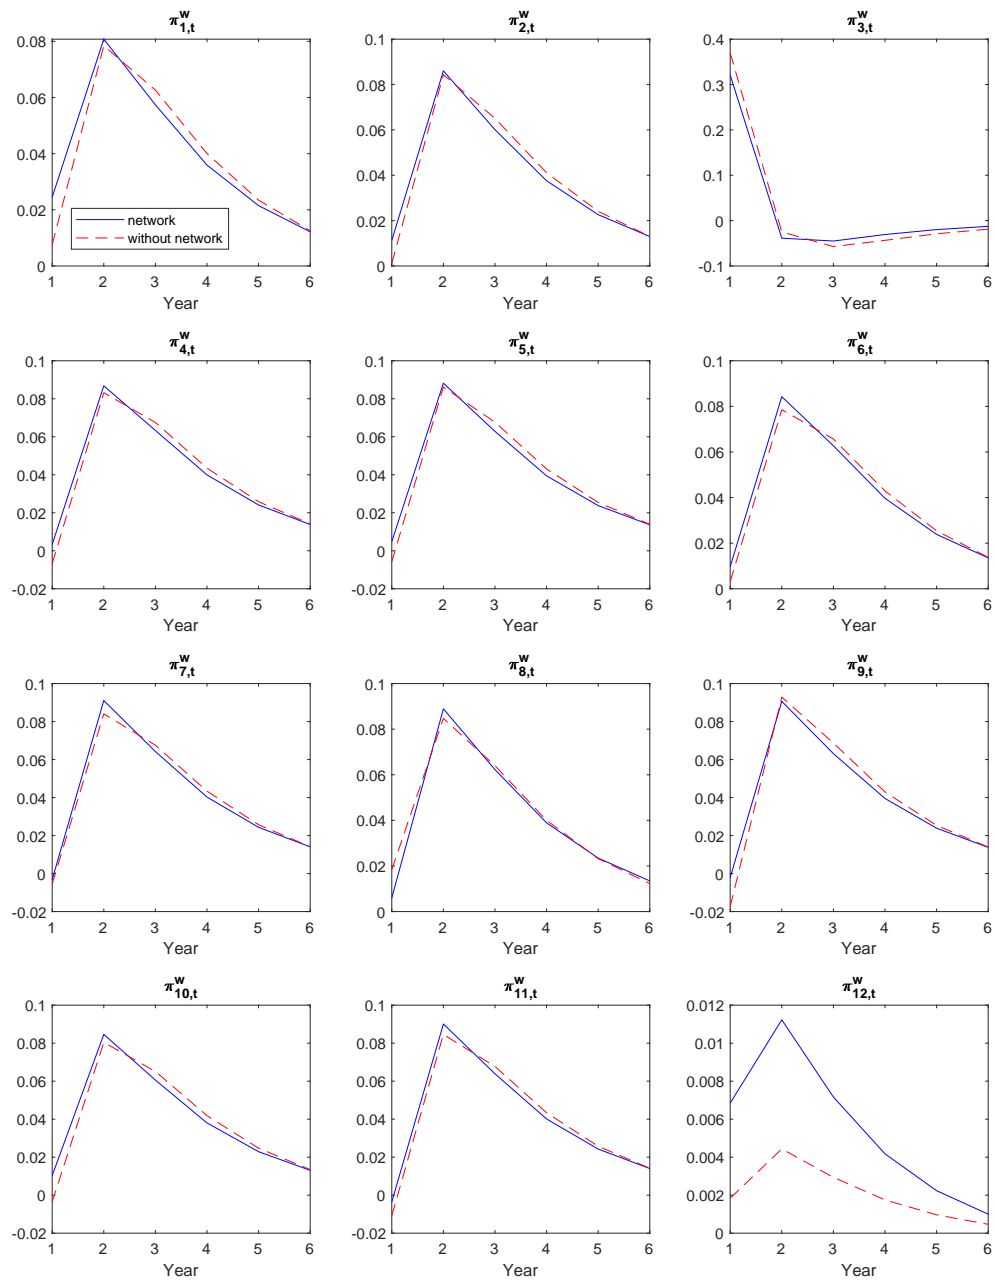 π^w_{1,t}
0.08
0.06
0.04
0.02
0
network
without network
1 2 3 4 5 6
Year
π^w_{2,t}
0.1
0.08
0.06
0.04
0.02
0
1 2 3 4 5 6
Year
π^w_{3,t}
0.4
0.3
0.2
0.1
0
-0.1
1 2 3 4 5 6
Year
π^w_{4,t}
0.1
0.08
0.06
0.04
0.02
0
-0.02
1 2 3 4 5 6
Year
π^w_{5,t}
0.1
0.08
0.06
0.04
0.02
0
-0.02
1 2 3 4 5 6
Year
π^w_{6,t}
0.1
0.08
0.06
0.04
0.02
0
1 2 3 4 5 6
Year
π^w_{7,t}
0.1
0.08
0.06
0.04
0.02
0
-0.02
1 2 3 4 5 6
Year
π^w_{8,t}
0.1
0.08
0.06
0.04
0.02
0
1 2 3 4 5 6
Year
π^w_{9,t}
0.1
0.08
0.06
0.04
0.02
0
-0.02
1 2 3 4 5 6
Year
π^w_{10,t}
0.1
0.08
0.06
0.04
0.02
0
-0.02
1 2 3 4 5 6
Year
π^w_{11,t}
0.1
0.08
0.06
0.04
0.02
0
-0.02
1 2 3 4 5 6
Year
π^w_{12,t}
0.012
0.01
0.008
0.006
0.004
0.002
0
1 2 3 4 5 6
Year